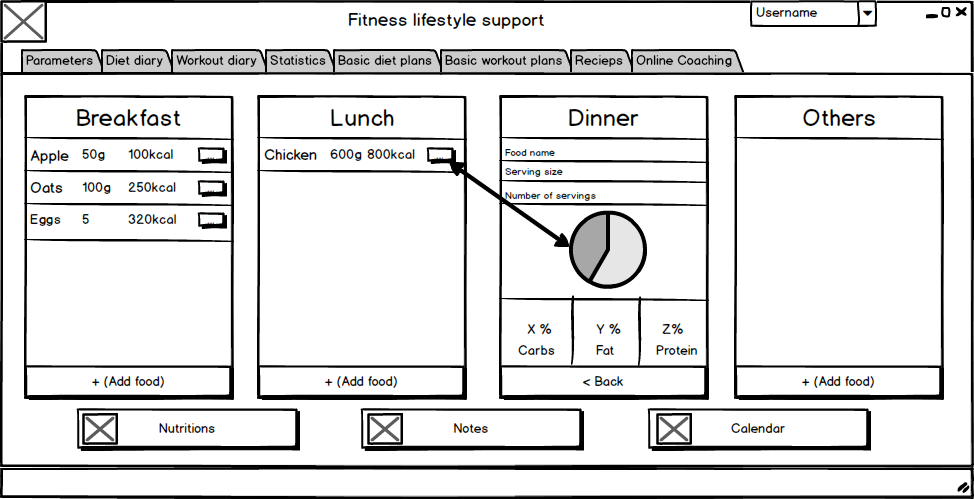 Fitness lifestyle support
Username
Parameters Diet diary Workout diary Statistics Basic diet plans Basic workout plans Recieps Online Coaching
Breakfast
Apple 50g 100kcal ...
Oats 100g 250kcal ...
Eggs 5 320kcal ...
+ (Add food)
Lunch
Chicken 600g 800kcal ...
+ (Add food)
Dinner
Food name
Serving size
Number of servings
X % Y % Z%
Carbs Fat Protein
< Back
Others
+ (Add food)
Nutritions
Notes
Calendar